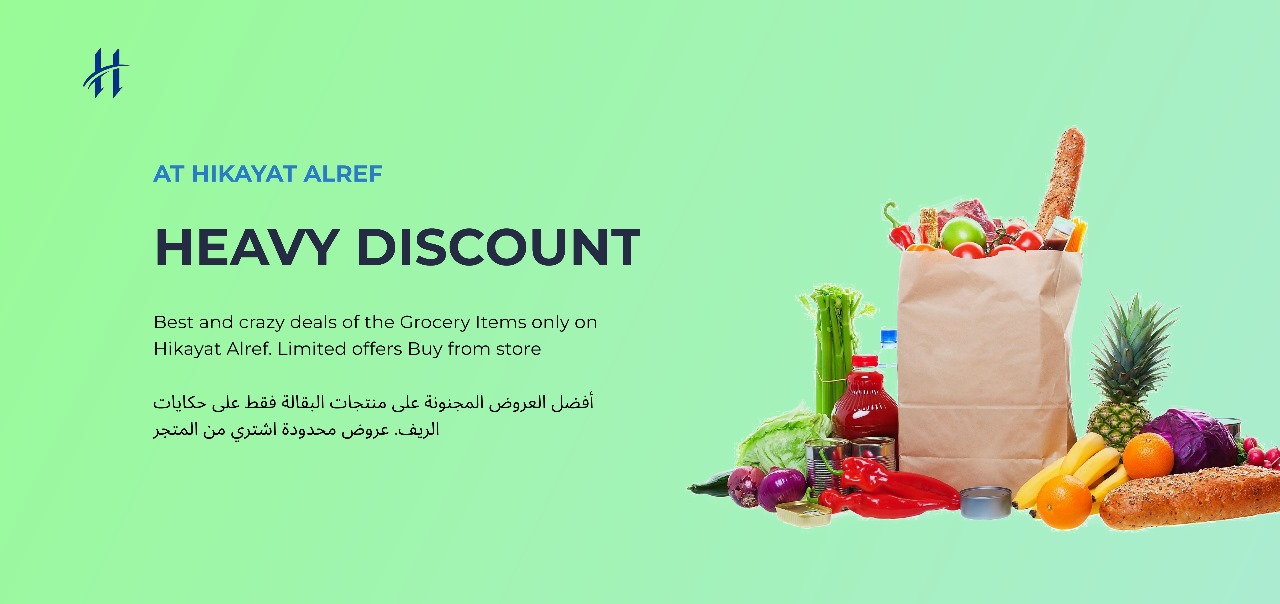 H
AT HIKAYAT ALREF
HEAVY DISCOUNT
Best and crazy deals of the Grocery Items only on
Hikayat Alref. Limited offers Buy from store
أفضل العروض المجنونة على منتجات البقالة فقط على حكايات
الريف. عروض محدودة اشتري من المتجر